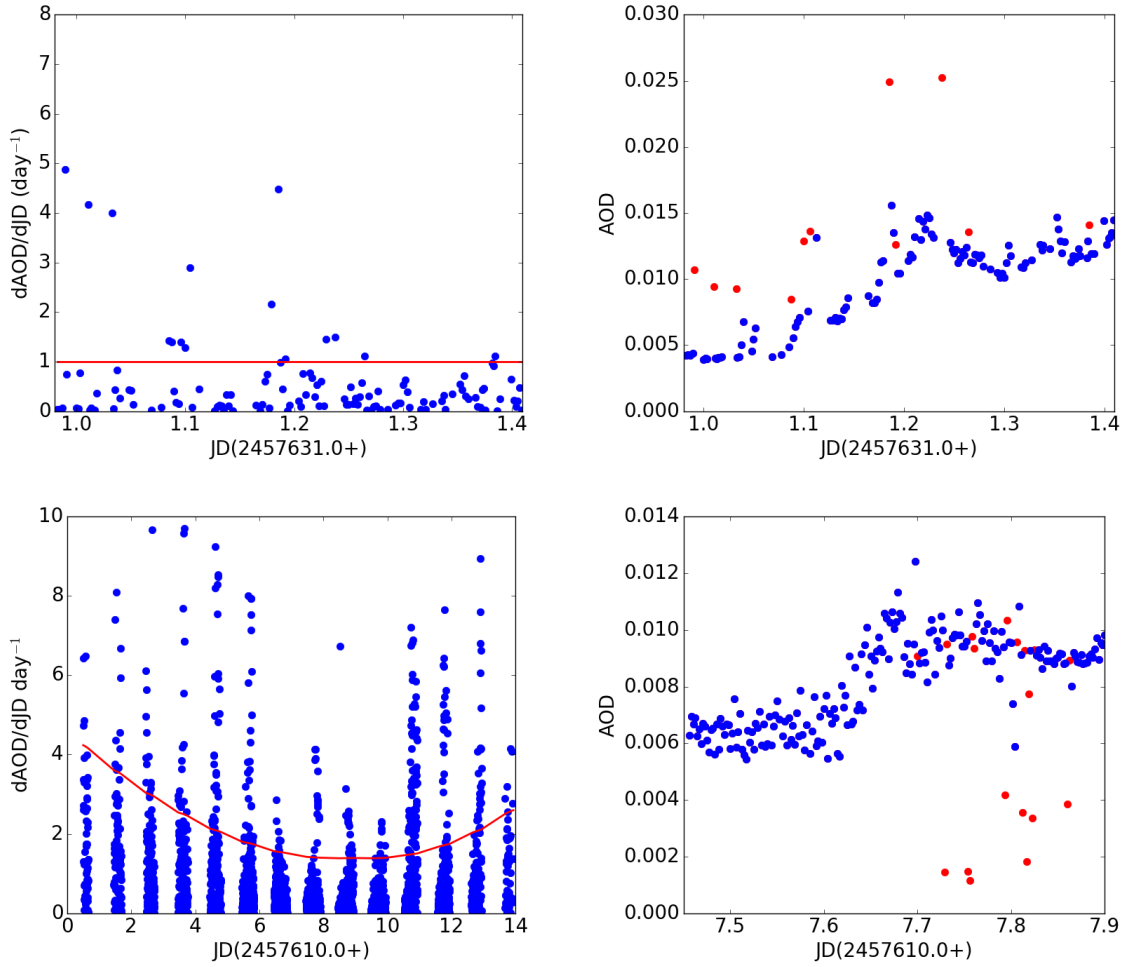 8
7
6
5
4
3
2
1
0
dAOD/dJD (day⁻¹)
1.0 1.1 1.2 1.3 1.4
JD(2457631.0+)
0.030
0.025
0.020
0.015
0.010
0.005
0.000
AOD
1.0 1.1 1.2 1.3 1.4
JD(2457631.0+)
10
8
6
4
2
0
dAOD/dJD day⁻¹
0 2 4 6 8 10 12 14
JD(2457610.0+)
0.014
0.012
0.010
0.008
0.006
0.004
0.002
0.000
AOD
7.5 7.6 7.7 7.8 7.9
JD(2457610.0+)